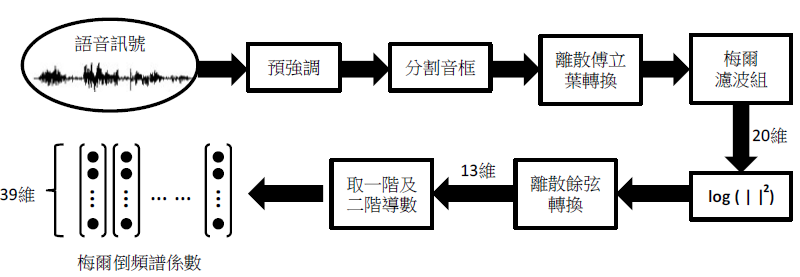 語音訊號
預強調
分割音框
離散傅立
葉轉換
梅爾
濾波組
20維
log ( | |²)
離散餘弦
轉換
13維
取一階及
二階導數
39維
... ...
梅爾倒頻譜係數